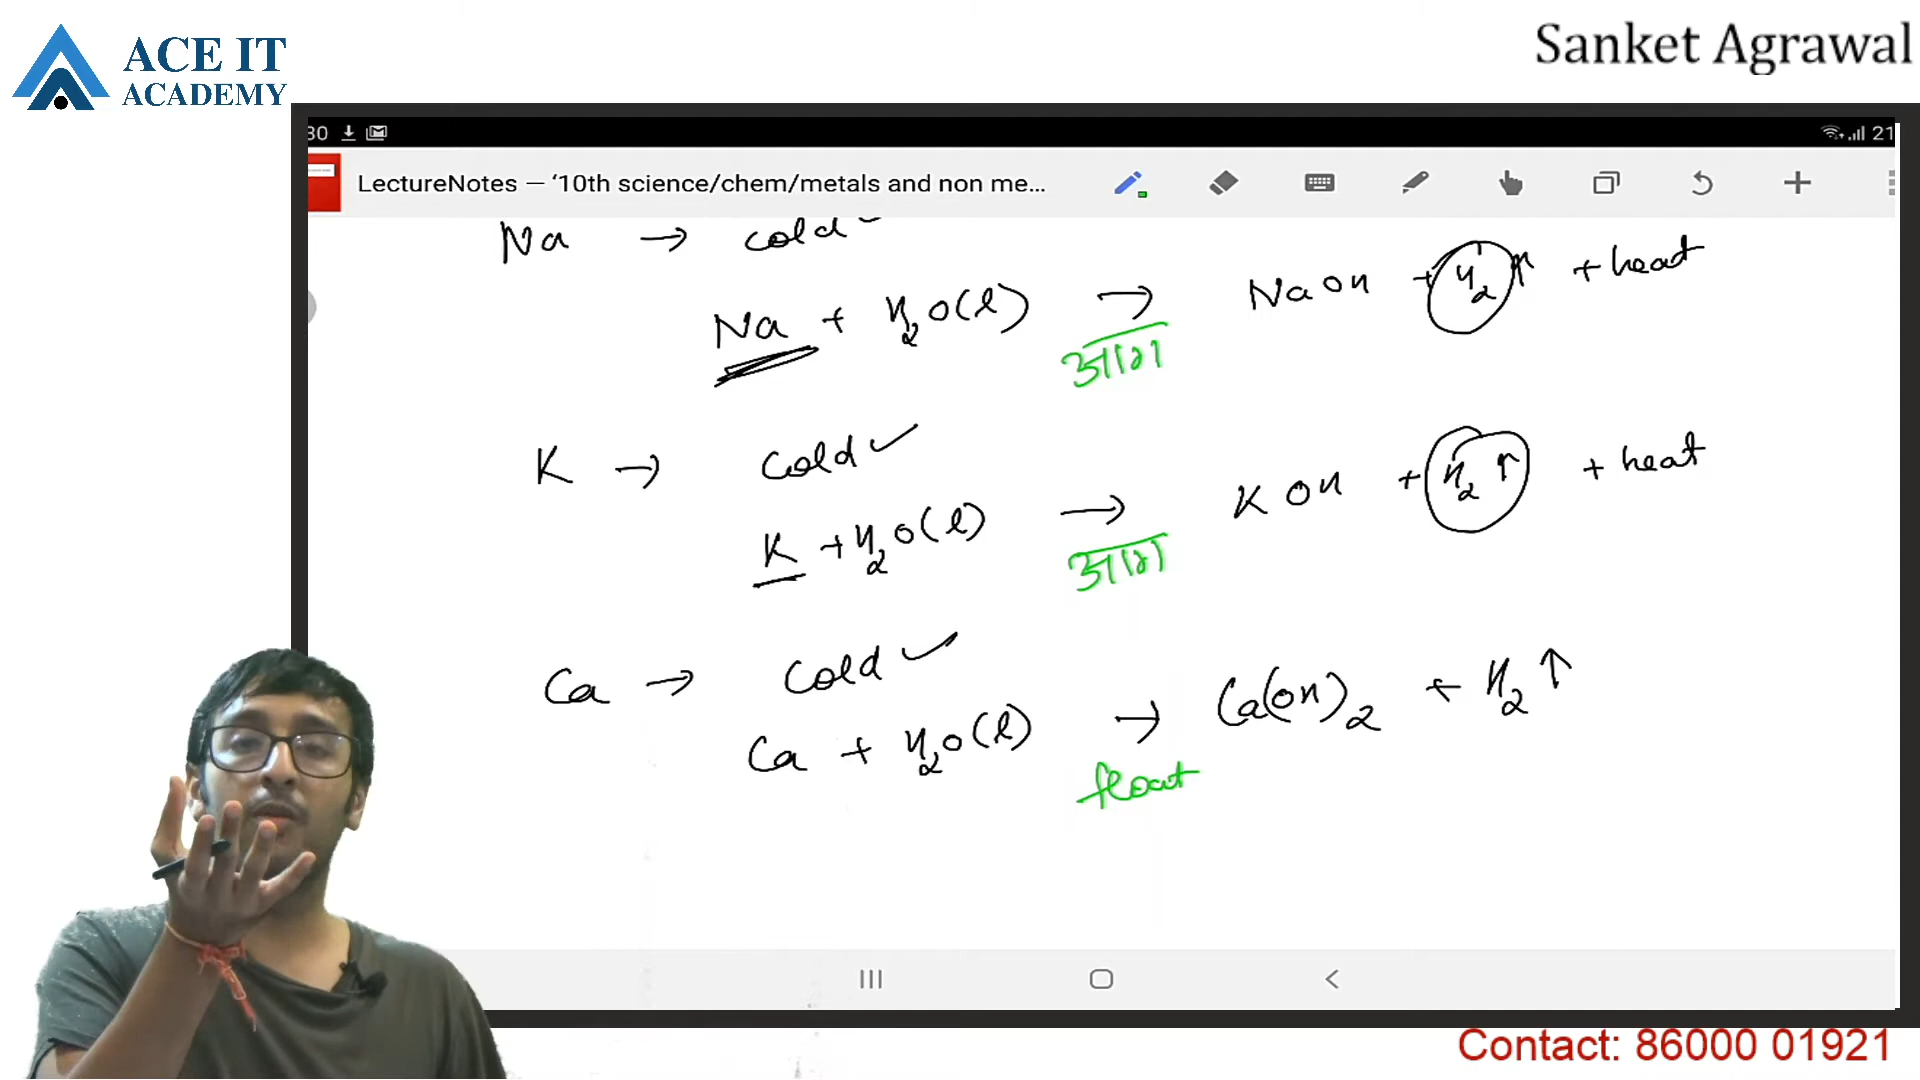 ACE IT
ACADEMY
Sanket Agrawal
30
21
LectureNotes — ‘10th science/chem/metals and non me...
Na → cold ✓
Na + H2O(l) → NaOH + H2↑ + heat
आग
K → cold ✓
K + H2O(l) → KOH + H2↑ + heat
आग
Ca → cold ✓
Ca + H2O(l) → Ca(OH)2 + H2↑
float
Contact: 86000 01921